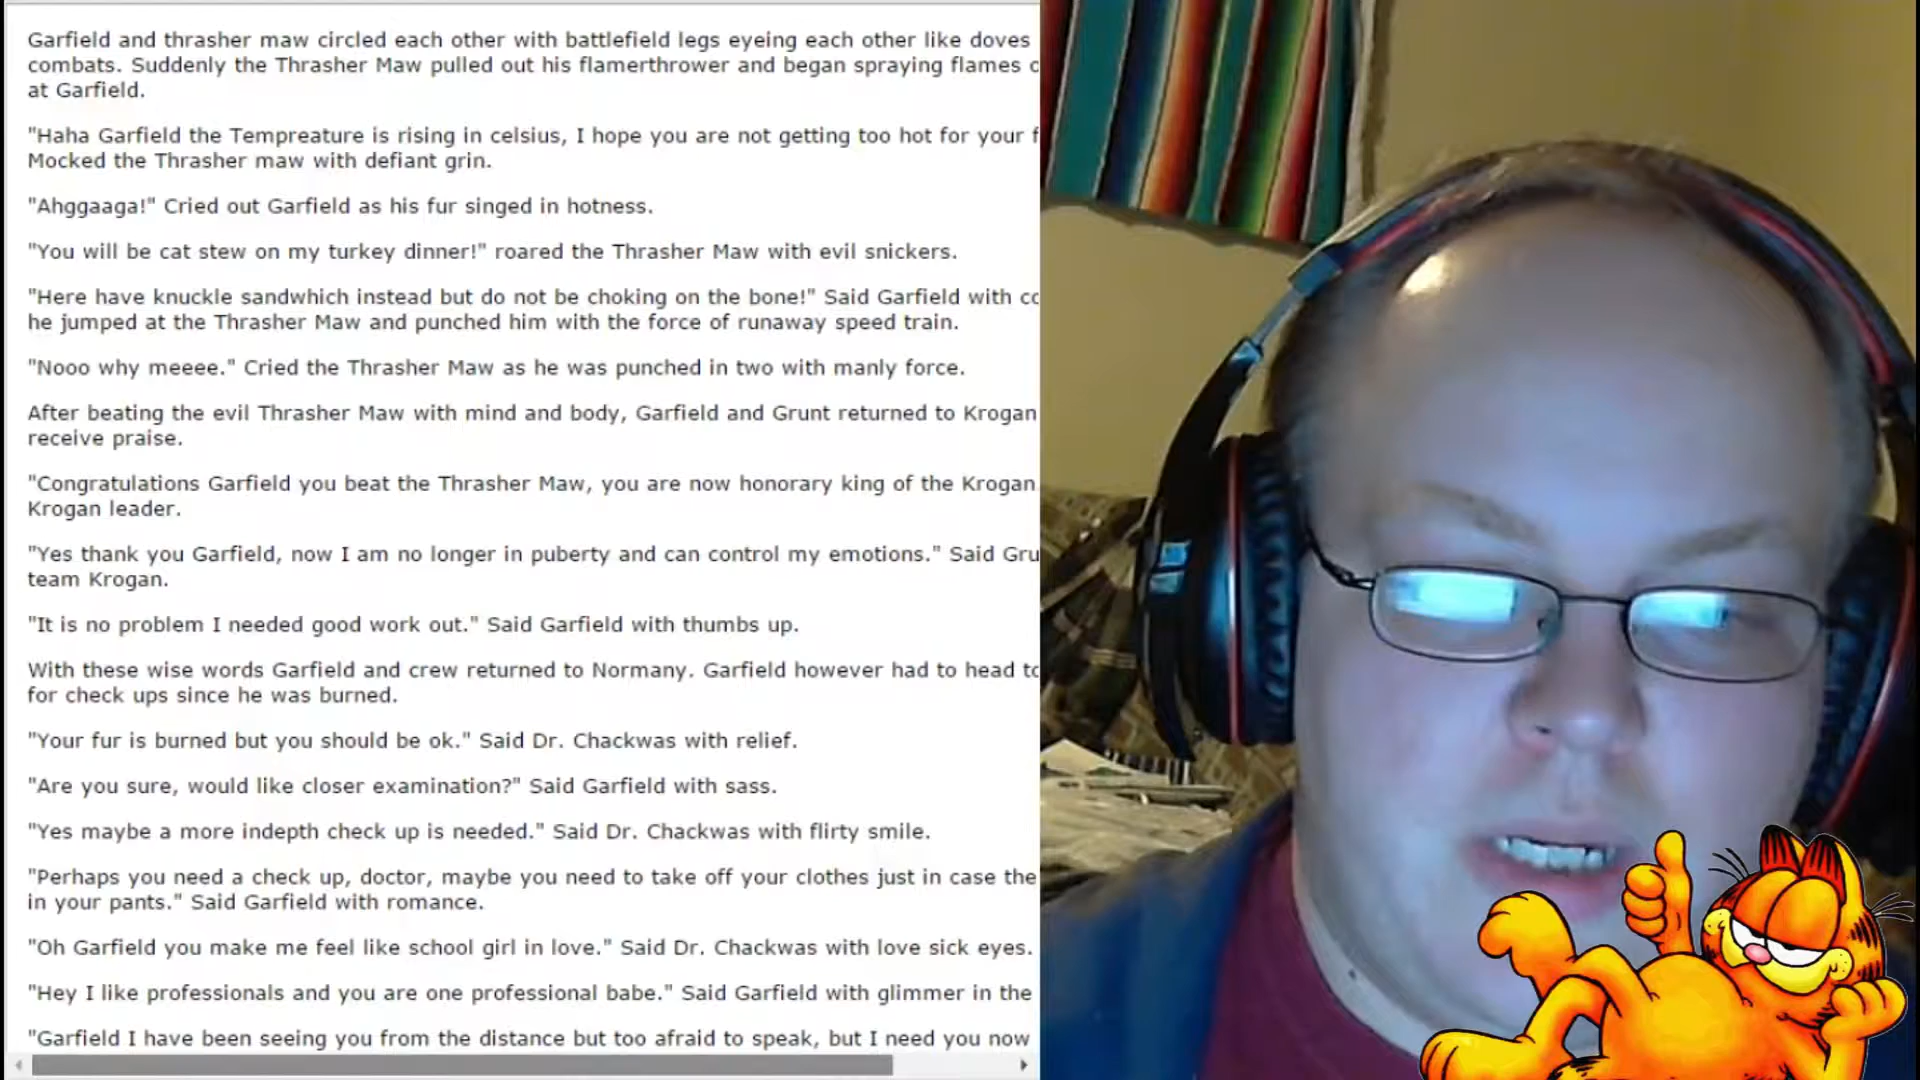 Garfield and thrasher maw circled each other with battlefield legs eyeing each other like doves
combats. Suddenly the Thrasher Maw pulled out his flamerthrower and began spraying flames
at Garfield.
"Haha Garfield the Tempreature is rising in celsius, I hope you are not getting too hot for your
Mocked the Thrasher maw with defiant grin.
"Ahggaaga!" Cried out Garfield as his fur singed in hotness.
"You will be cat stew on my turkey dinner!" roared the Thrasher Maw with evil snickers.
"Here have knuckle sandwhich instead but do not be choking on the bone!" Said Garfield with
he jumped at the Thrasher Maw and punched him with the force of runaway speed train.
"Nooo why meeee." Cried the Thrasher Maw as he was punched in two with manly force.
After beating the evil Thrasher Maw with mind and body, Garfield and Grunt returned to Krogan
receive praise.
"Congratulations Garfield you beat the Thrasher Maw, you are now honorary king of the Krogan
Krogan leader.
"Yes thank you Garfield, now I am no longer in puberty and can control my emotions." Said
team Krogan.
"It is no problem I needed good work out." Said Garfield with thumbs up.
With these wise words Garfield and crew returned to Normany. Garfield however had to head
for check ups since he was burned.
"Your fur is burned but you should be ok." Said Dr. Chackwas with relief.
"Are you sure, would like closer examination?" Said Garfield with sass.
"Yes maybe a more indepth check up is needed." Said Dr. Chackwas with flirty smile.
"Perhaps you need a check up, doctor, maybe you need to take off your clothes just in case the
in your pants." Said Garfield with romance.
"Oh Garfield you make me feel like school girl in love." Said Dr. Chackwas with love sick eyes.
"Hey I like professionals and you are one professional babe." Said Garfield with glimmer in the
"Garfield I have been seeing you from the distance but too afraid to speak, but I need you now